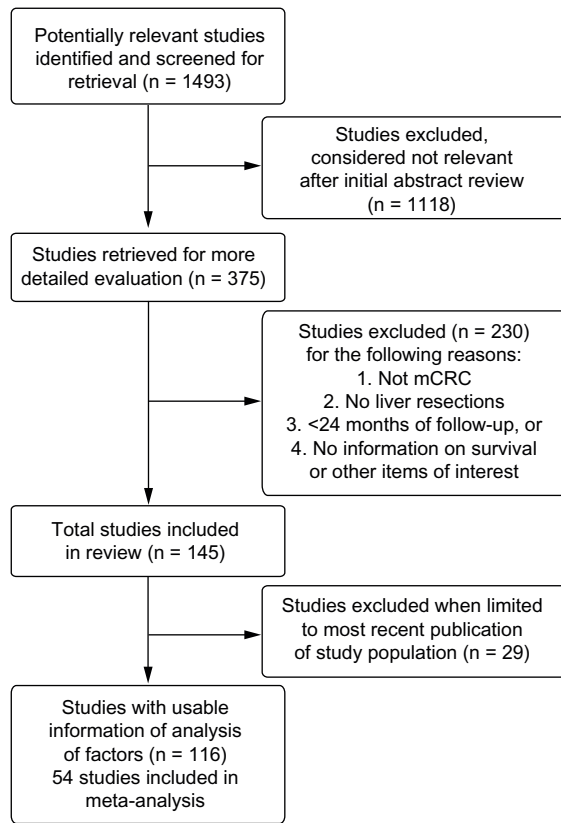 Potentially relevant studies
identified and screened for
retrieval (n = 1493)
Studies excluded,
considered not relevant
after initial abstract review
(n = 1118)
Studies retrieved for more
detailed evaluation (n = 375)
Studies excluded (n = 230)
for the following reasons:
1. Not mCRC
2. No liver resections
3. <24 months of follow-up, or
4. No information on survival
or other items of interest
Total studies included
in review (n = 145)
Studies excluded when limited
to most recent publication
of study population (n = 29)
Studies with usable
information of analysis
of factors (n = 116)
54 studies included in
meta-analysis